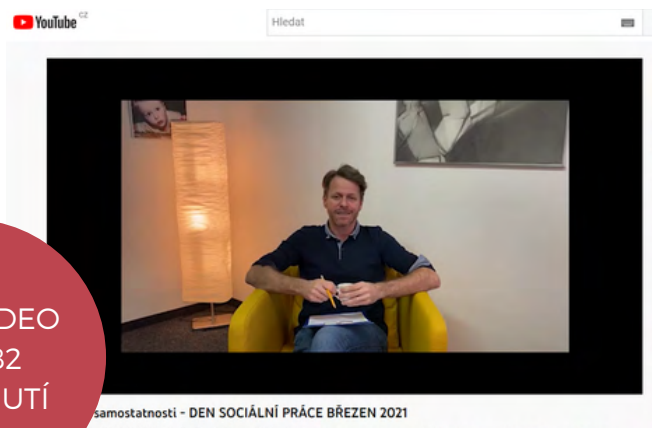 YouTube CZ
Hledat
DEO
32
UTÍ
samostatnosti - DEN SOCIÁLNÍ PRÁCE BŘEZEN 2021